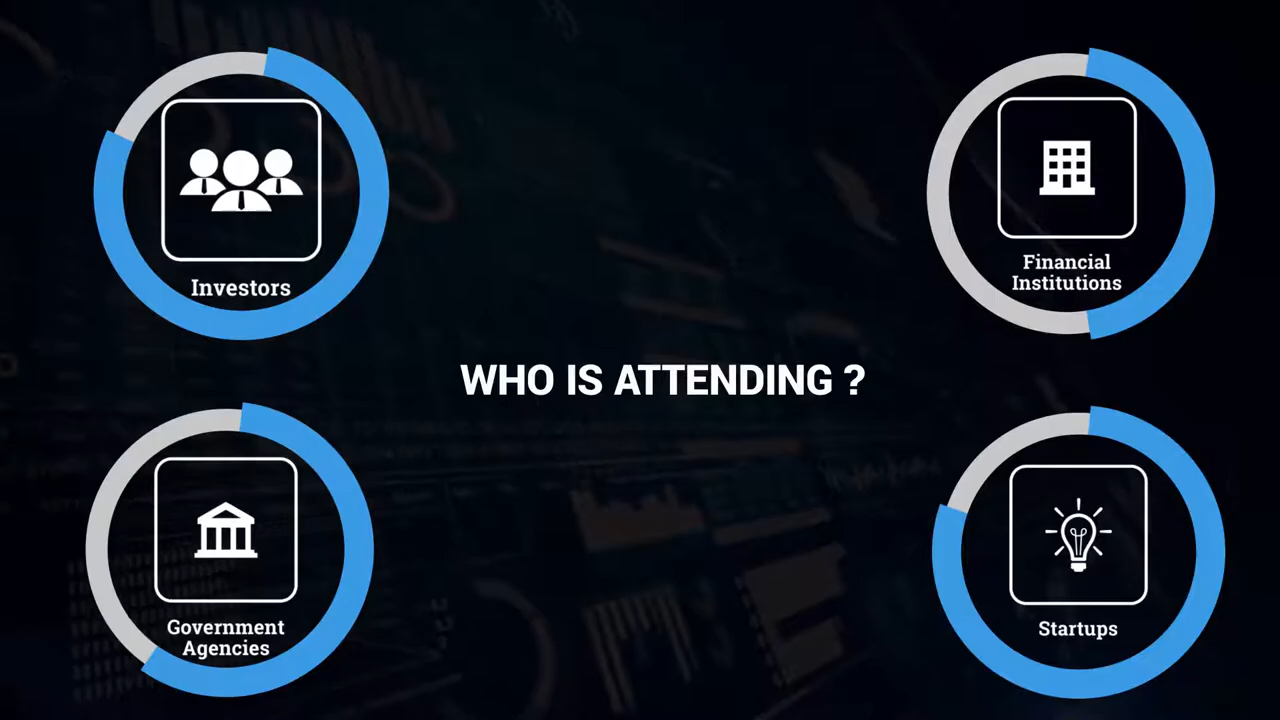 Investors
Financial
Institutions
WHO IS ATTENDING ?
Government
Agencies
Startups